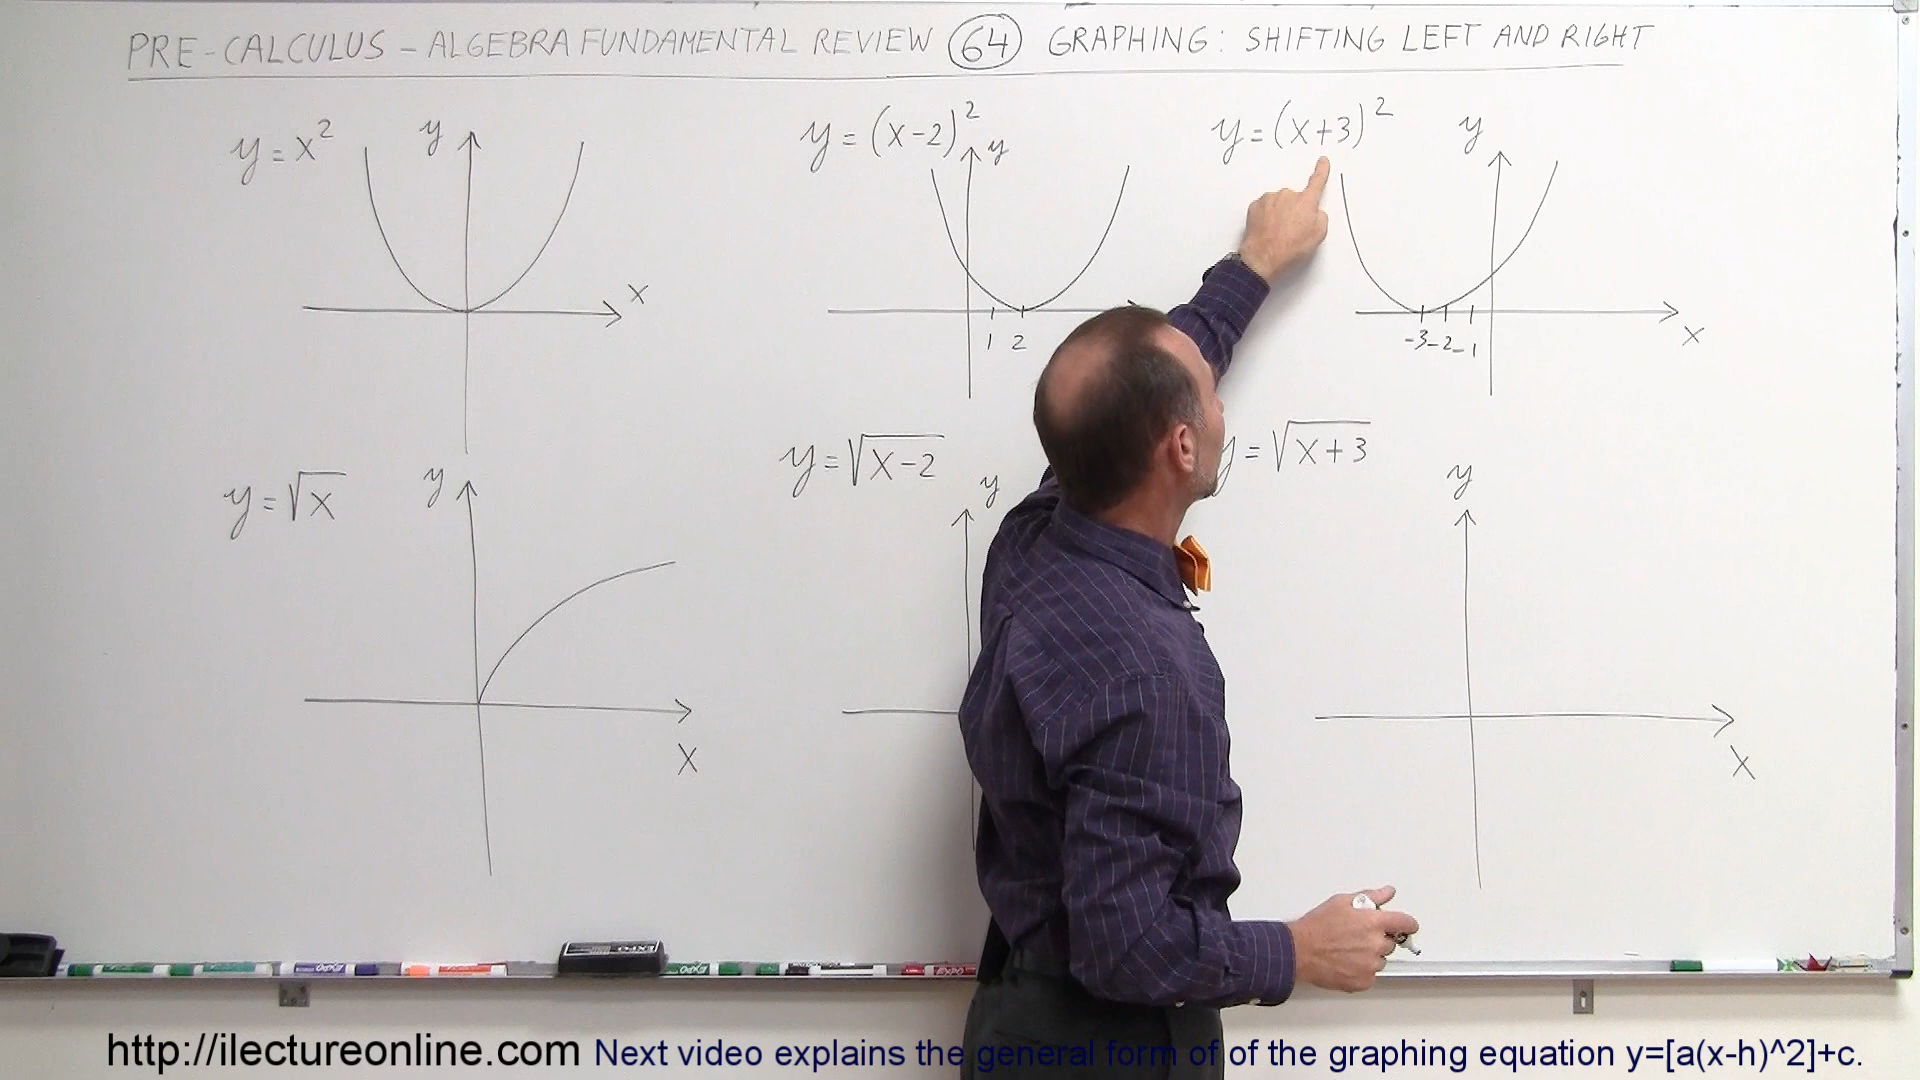 PRE-CALCULUS – ALGEBRA FUNDAMENTAL REVIEW 64 GRAPHING: SHIFTING LEFT AND RIGHT
y = x²
y
x
y = (x-2)²
y
1 2
y = (x+3)²
y
-3 -2 -1
x
y = √x
y
x
y = √x-2
y
y = √x+3
y
x
EXPO
http://ilectureonline.com Next video explains the general form of of the graphing equation y=[a(x-h)^2]+c.